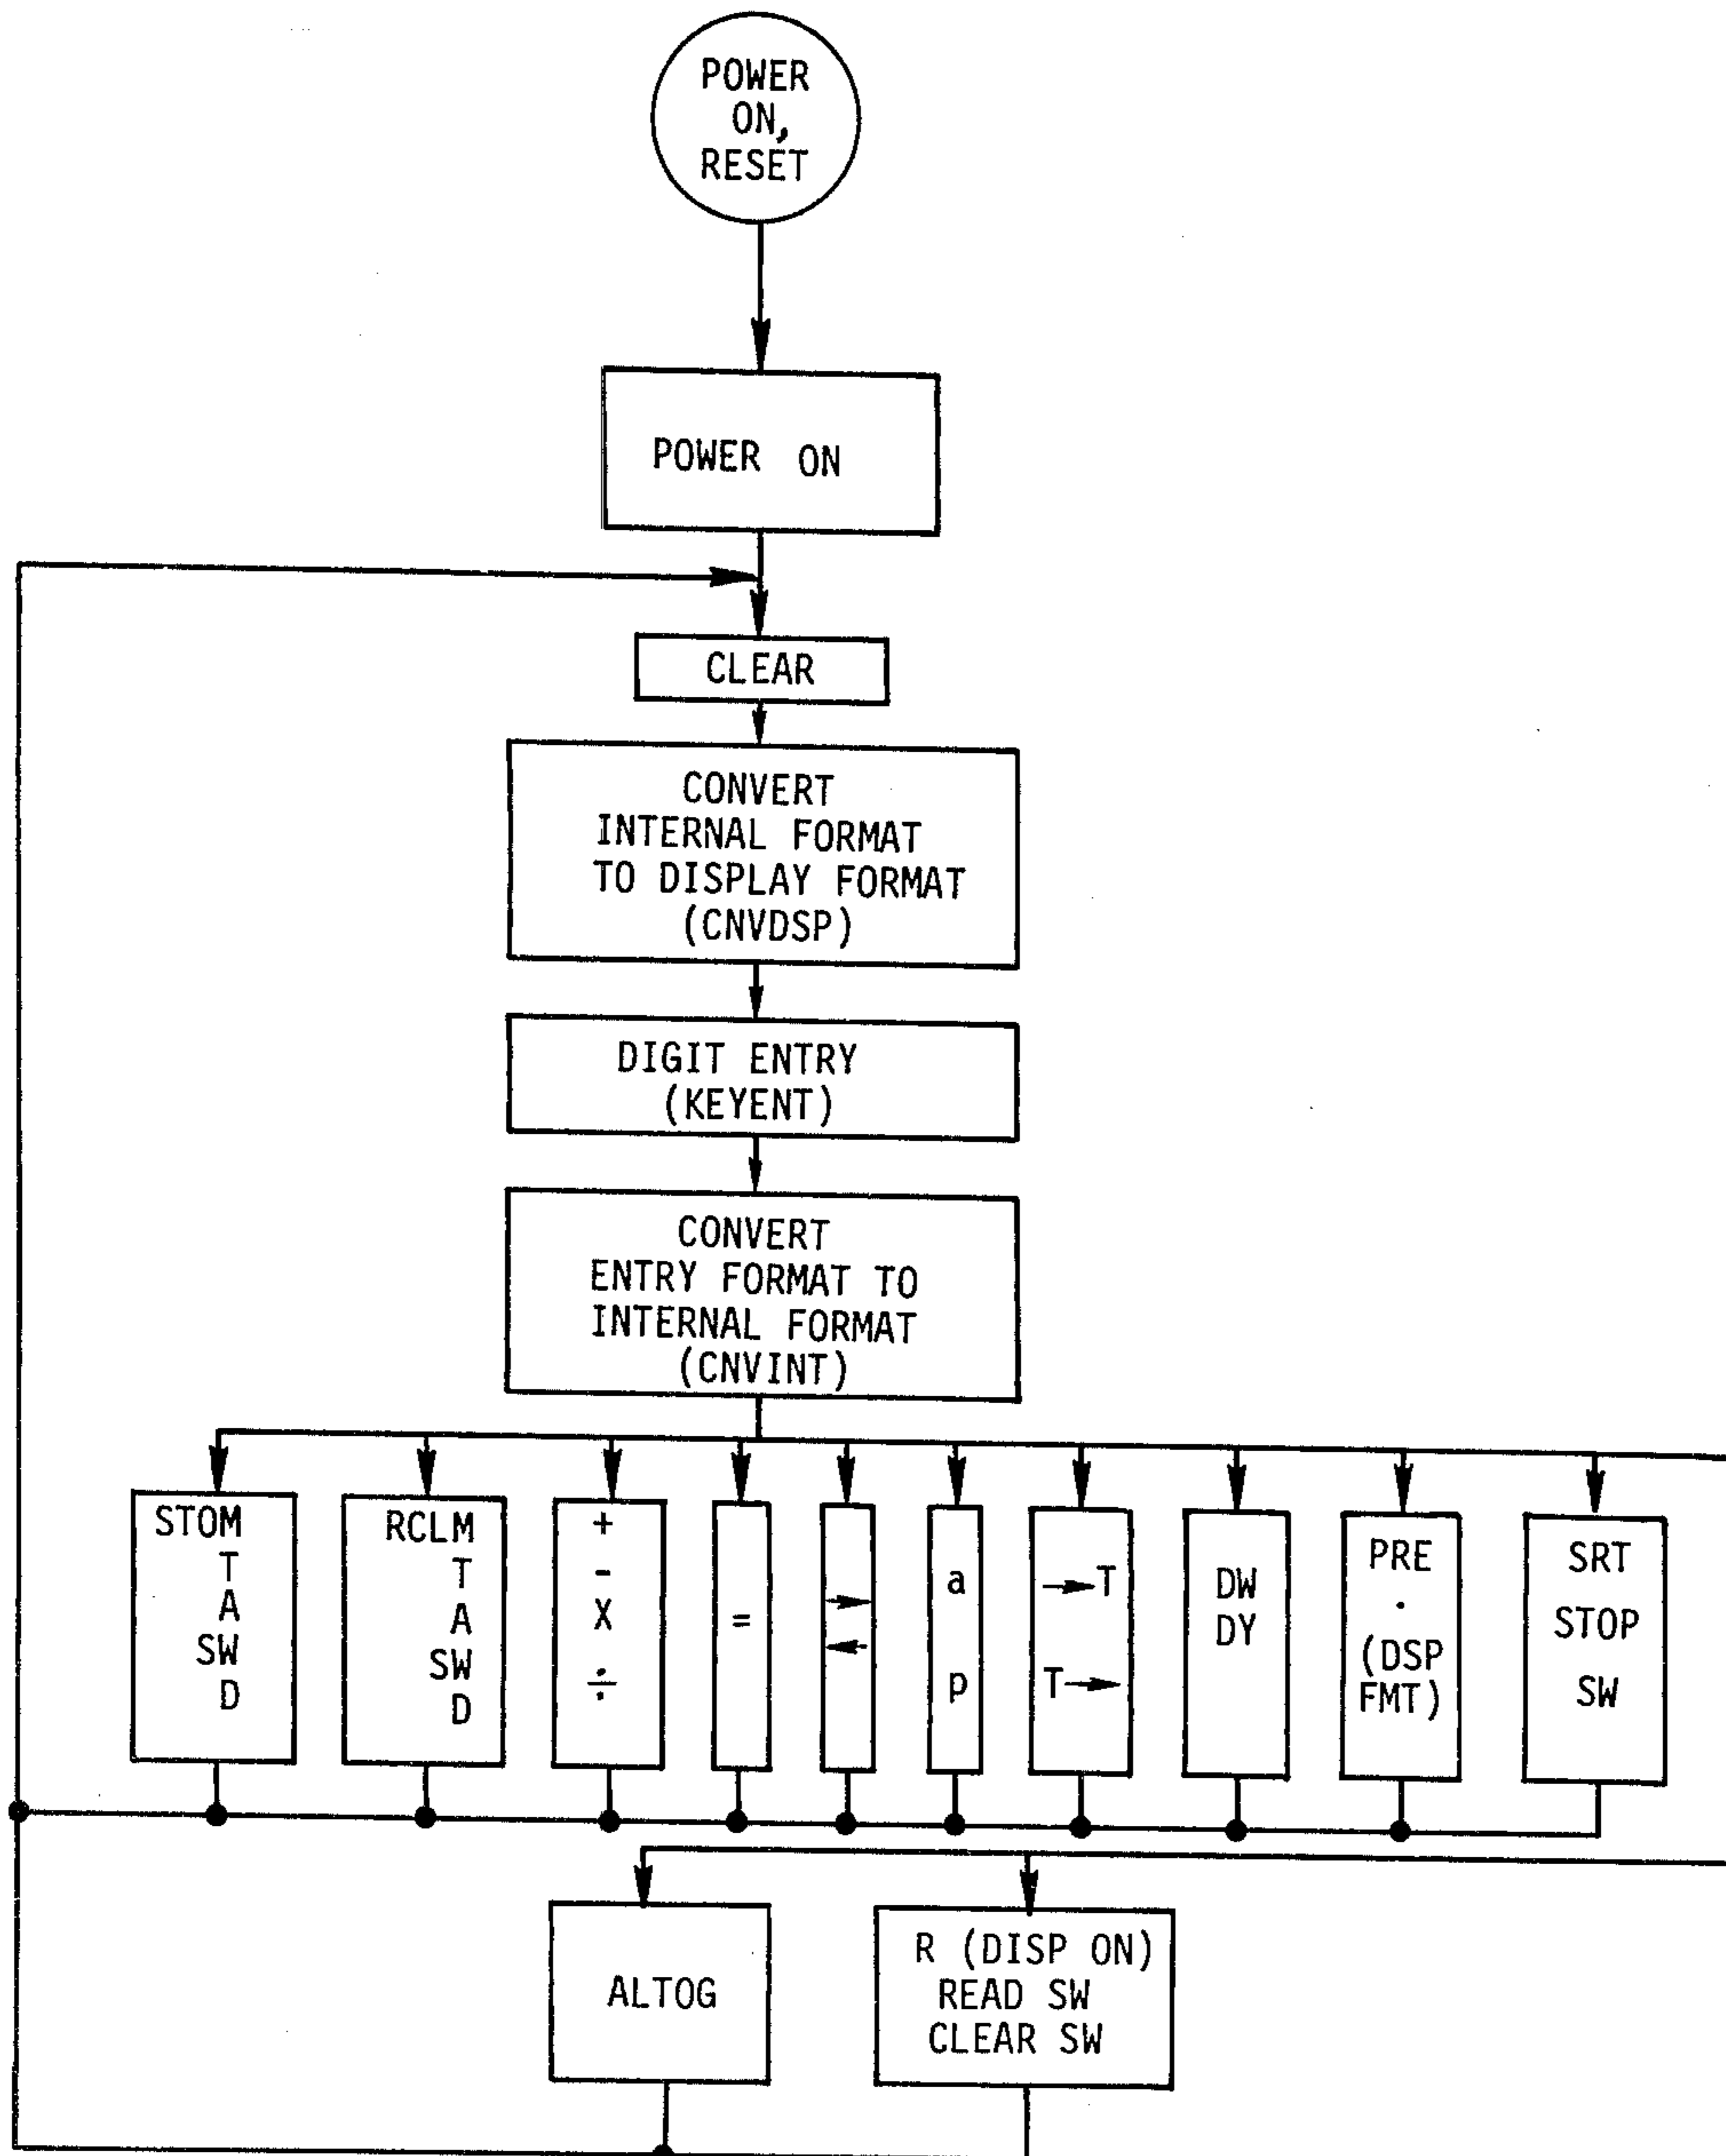 POWER
ON,
RESET
POWER ON
CLEAR
CONVERT
INTERNAL FORMAT
TO DISPLAY FORMAT
(CNVDSP)
DIGIT ENTRY
(KEYENT)
CONVERT
ENTRY FORMAT TO
INTERNAL FORMAT
(CNVINT)
STOM
T
A
SW
D
RCLM
T
A
SW
D
+
-
X
÷
=
→
←
a
p
→T
T→
DW
DY
PRE
.
(DSP
FMT)
SRT
STOP
SW
ALTOG
R (DISP ON)
READ SW
CLEAR SW